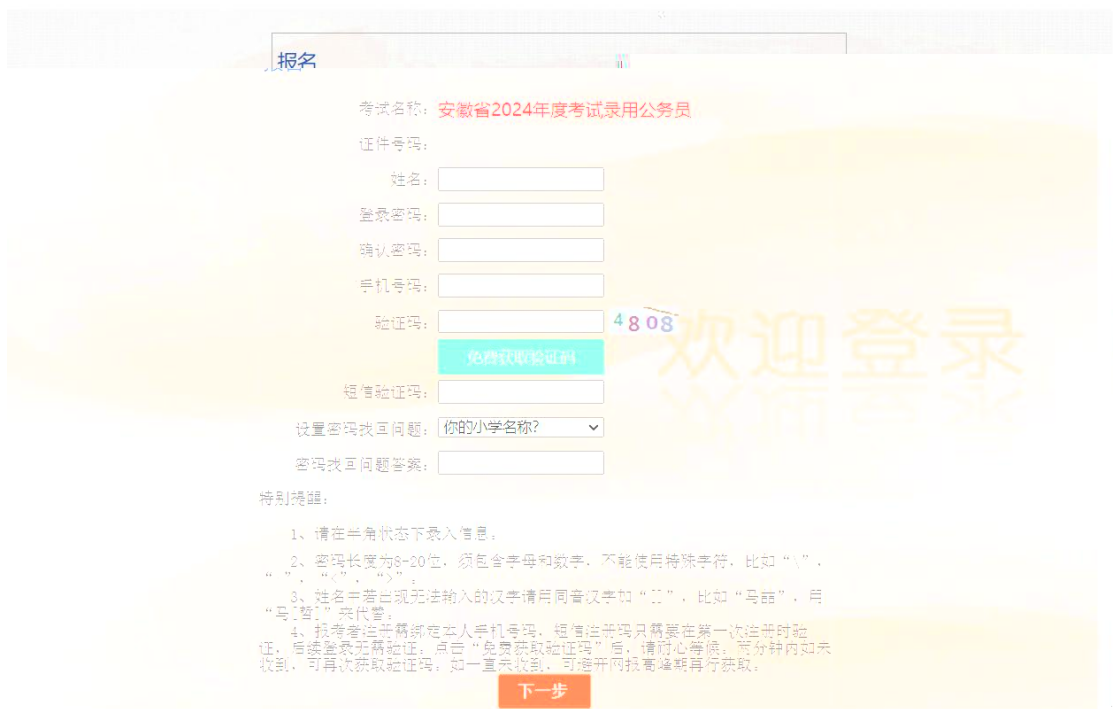 报名
考试名称：安徽省2024年度考试录用公务员
证件号码：
姓名：
登录密码：
确认密码：
手机号码：
验证码： 4808
欢迎登录
免费获取验证码
短信验证码：
设置密码找回问题： 你的小学名称?
密码找回问题答案：
特别提醒：
1、请在半角状态下录入信息。
2、密码长度为8-20位，须包含字母和数字，不能使用特殊字符，比如“\”，
“ ”，“<”，“>”。
3、姓名中若出现无法输入的汉字请用同音汉字加“[]”，比如“马喆”，用
“马[哲]”来代替。
4、报考者注册需绑定本人手机号码，短信注册码只需要在第一次注册时验
证，后续登录无需验证。点击“免费获取验证码”后，请耐心等候。两分钟内如未
收到，可再次获取验证码。如一直未收到，可避开网报高峰期再行获取。
下一步